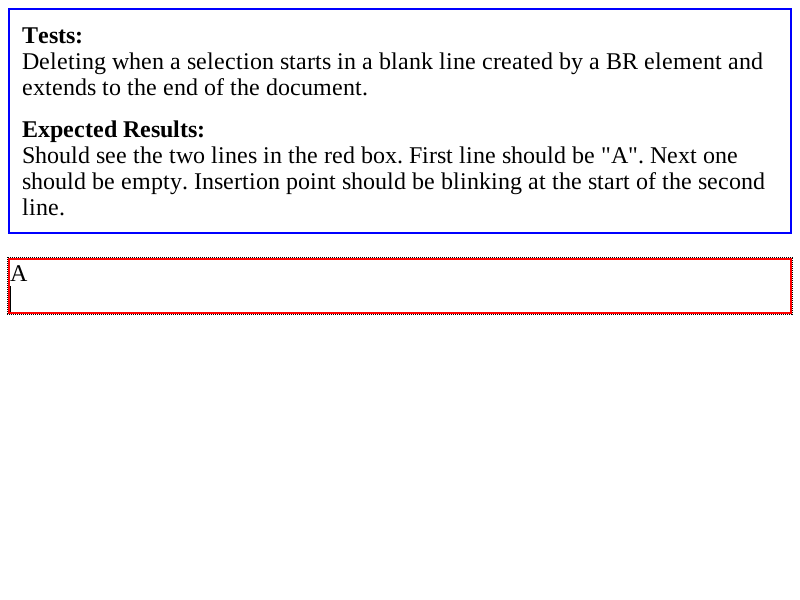 Tests:
Deleting when a selection starts in a blank line created by a BR element and
extends to the end of the document.
Expected Results:
Should see the two lines in the red box. First line should be "A". Next one
should be empty. Insertion point should be blinking at the start of the second
line.
A